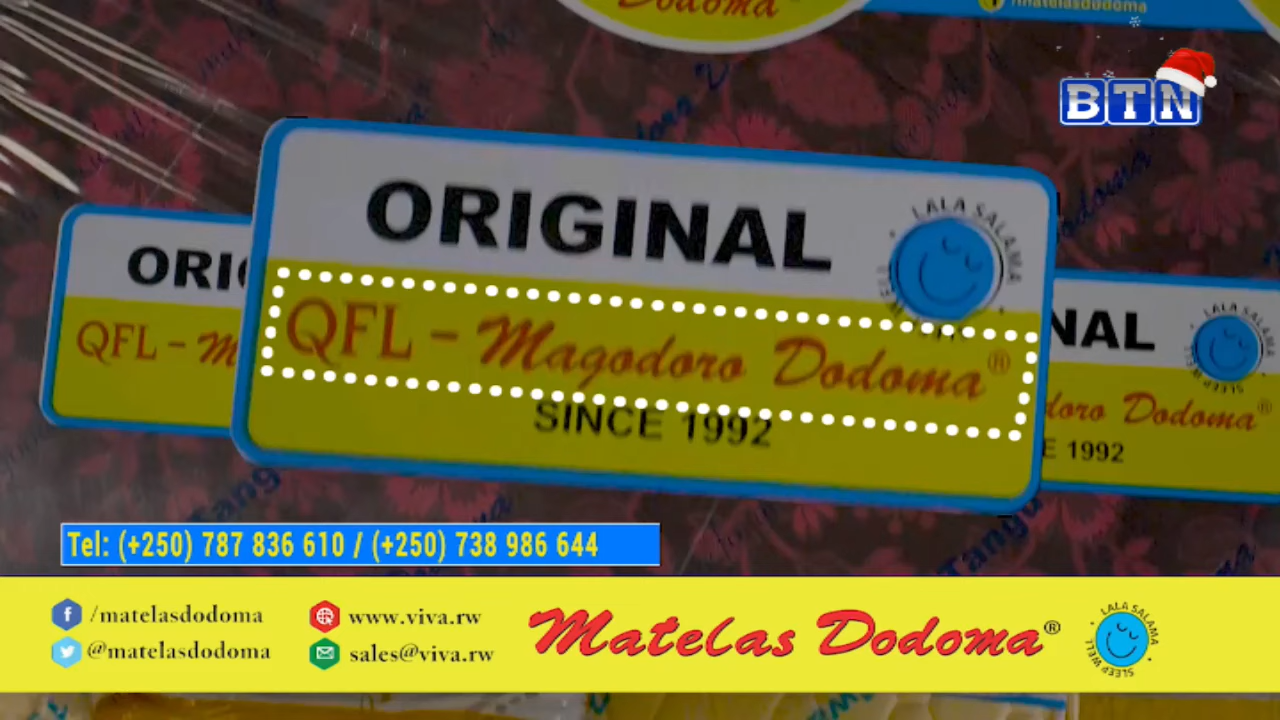 Dodoma®
/matelasdodoma
BTN
ORIGINAL
LALA SALAMA
SLEEP WELL
QFL - Magodoro Dodoma®
SINCE 1992
ORI
QFL - M
NAL
LALA SALAMA
SLEEP WELL
doro Dodoma®
E 1992
Tel: (+250) 787 836 610 / (+250) 738 986 644
/matelasdodoma
@matelasdodoma
www.viva.rw
sales@viva.rw
Matelas Dodoma®
LALA SALAMA
SLEEP WELL